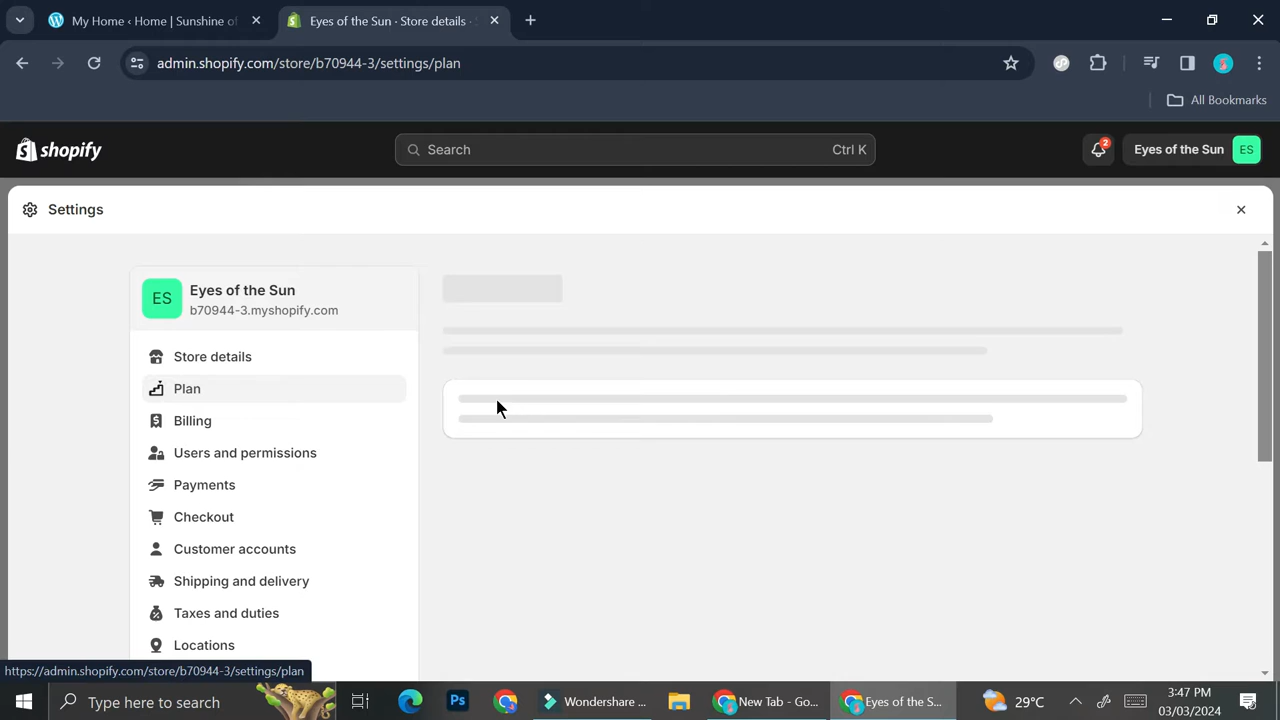 My Home ‹ Home | Sunshine of
Eyes of the Sun · Store details ·
admin.shopify.com/store/b70944-3/settings/plan
All Bookmarks
shopify
Search
Ctrl K
2
Eyes of the Sun
ES
Settings
ES
Eyes of the Sun
b70944-3.myshopify.com
Store details
Plan
Billing
Users and permissions
Payments
Checkout
Customer accounts
Shipping and delivery
Taxes and duties
Locations
https://admin.shopify.com/store/b70944-3/settings/plan
Type here to search
Ps
Wondershare ...
New Tab - Go...
Eyes of the S...
29°C
3:47 PM
03/03/2024